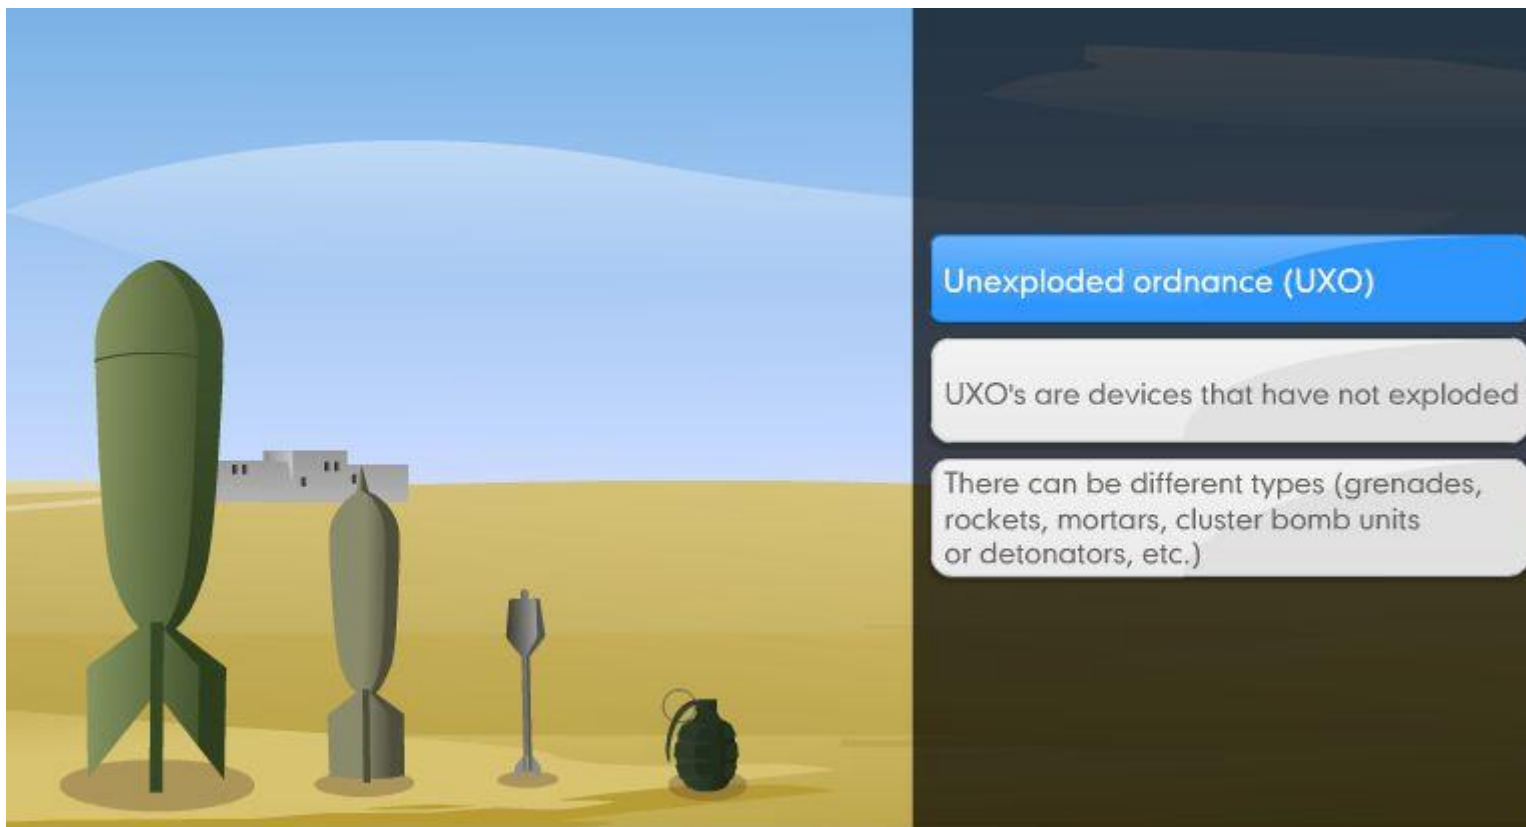 Unexploded ordnance (UXO)
UXO's are devices that have not exploded
There can be different types (grenades,
rockets, mortars, cluster bomb units
or detonators, etc.)